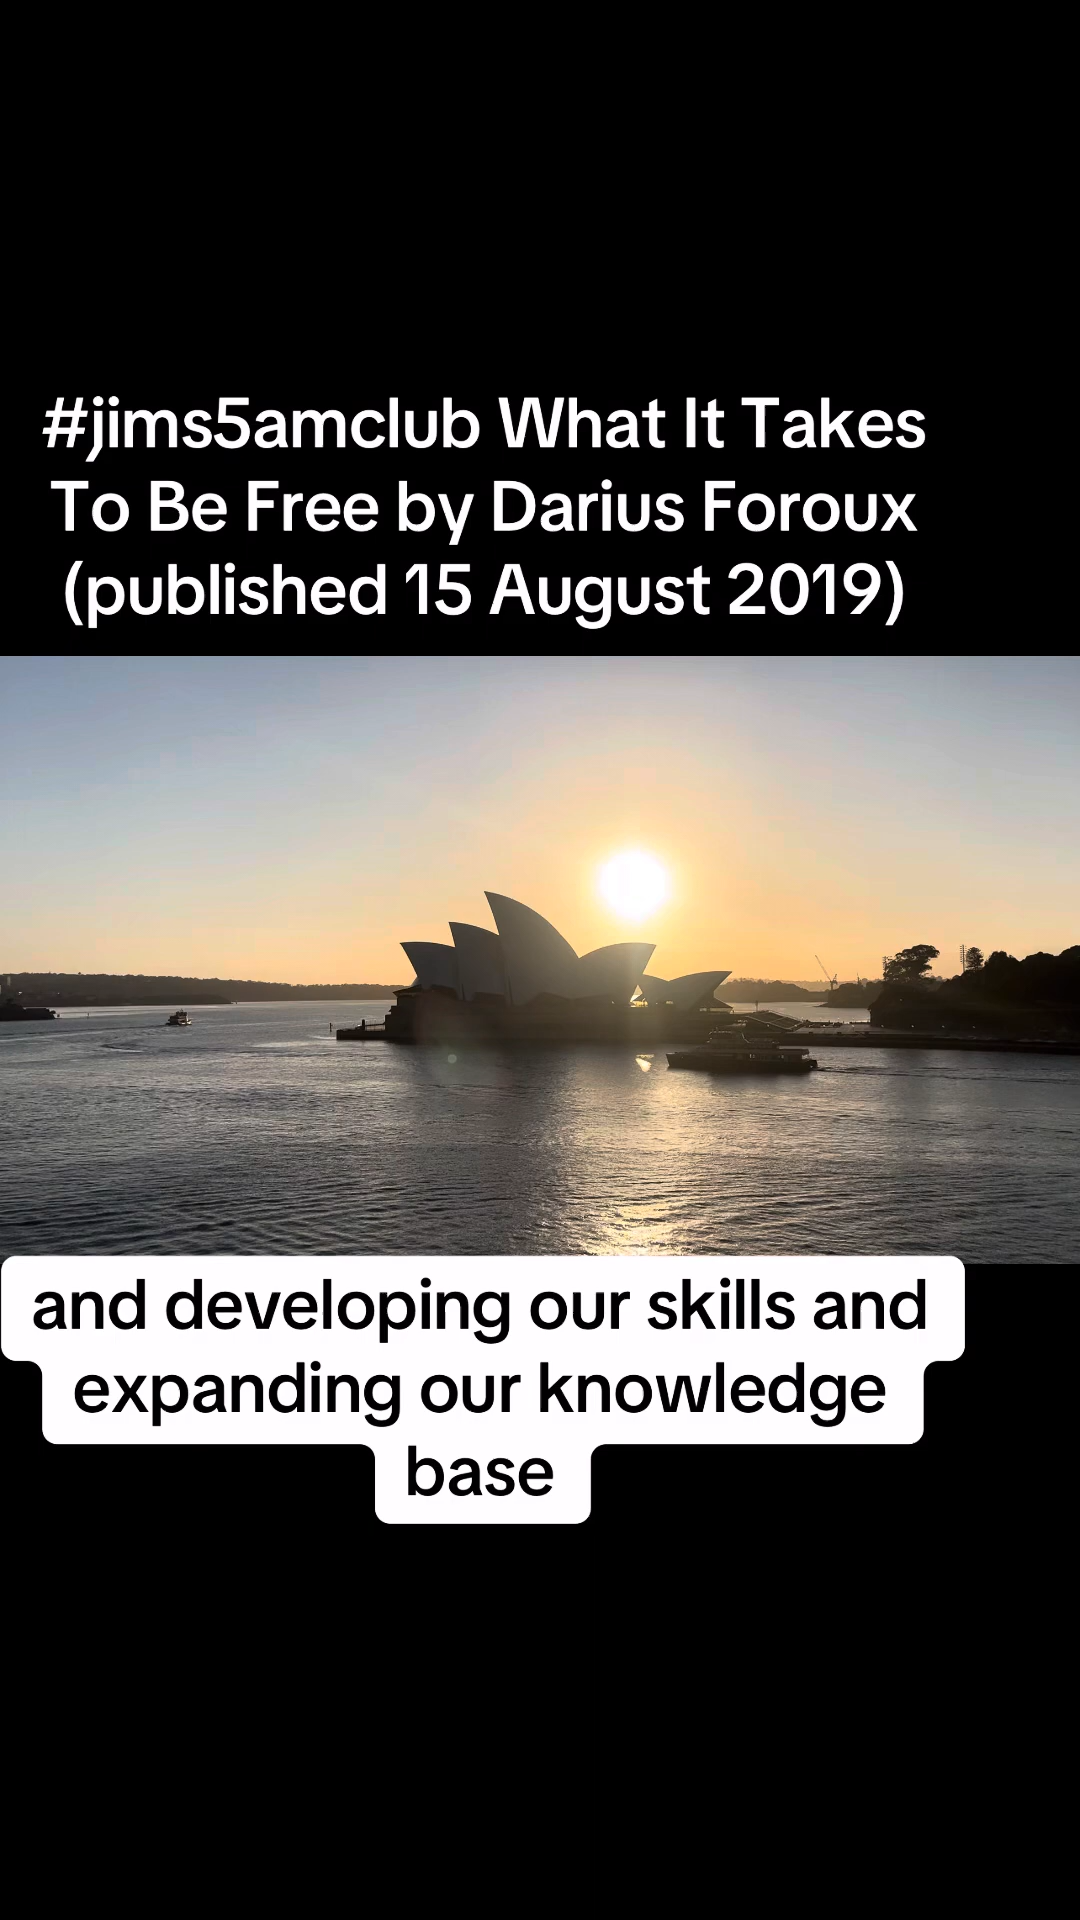 #jims5amclub What It Takes
To Be Free by Darius Foroux
(published 15 August 2019)
and developing our skills and
expanding our knowledge
base